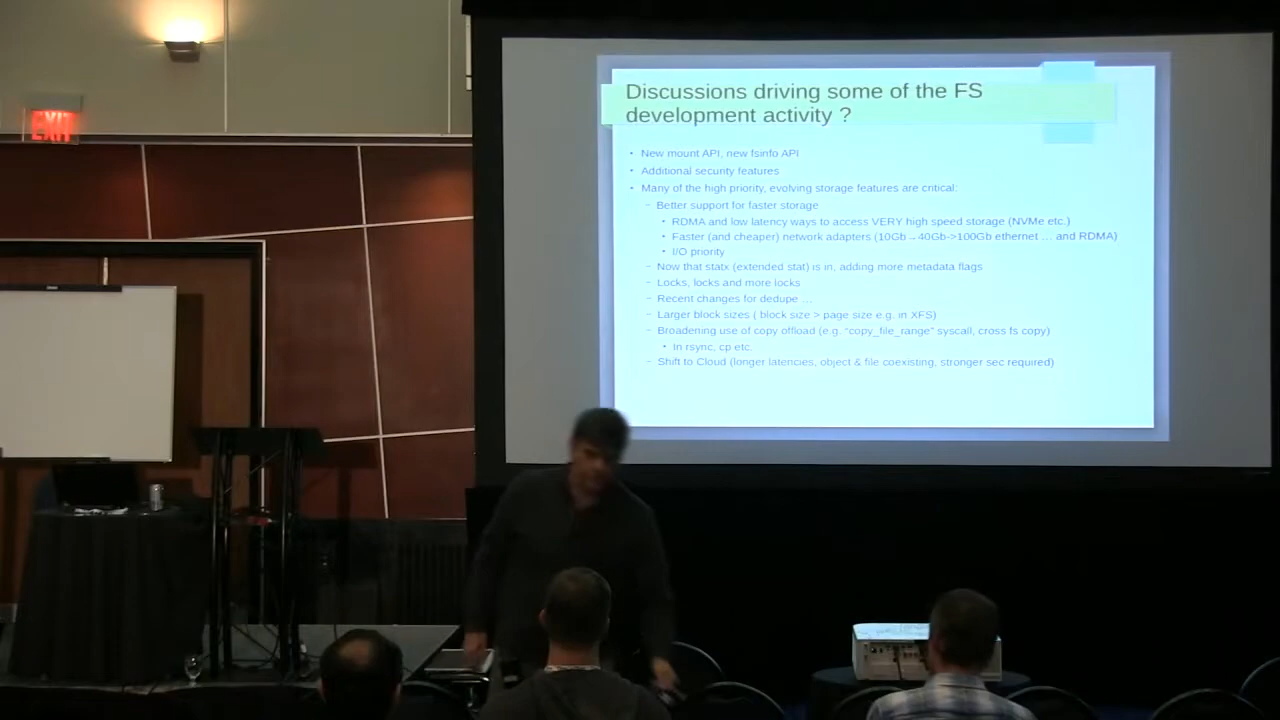 EXIT
Discussions driving some of the FS
development activity ?
• New mount API, new fsinfo API
• Additional security features
• Many of the high priority, evolving storage features are critical:
– Better support for faster storage
• RDMA and low latency ways to access VERY high speed storage (NVMe etc.)
• Faster (and cheaper) network adapters (10Gb→40Gb->100Gb ethernet … and RDMA)
• I/O priority
– Now that statx (extended stat) is in, adding more metadata flags
– Locks, locks and more locks
– Recent changes for dedupe …
– Larger block sizes ( block size > page size e.g. in XFS)
– Broadening use of copy offload (e.g. “copy_file_range” syscall, cross fs copy)
• In rsync, cp etc.
– Shift to Cloud (longer latencies, object & file coexisting, stronger sec required)